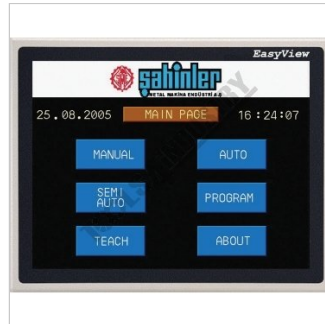 EasyView
şahinler
METAL MAKİNA ENDÜSTRİ A.Ş.
25.08.2005 MAIN PAGE 16:24:07
MANUAL AUTO
SEMI AUTO PROGRAM
TEACH ABOUT